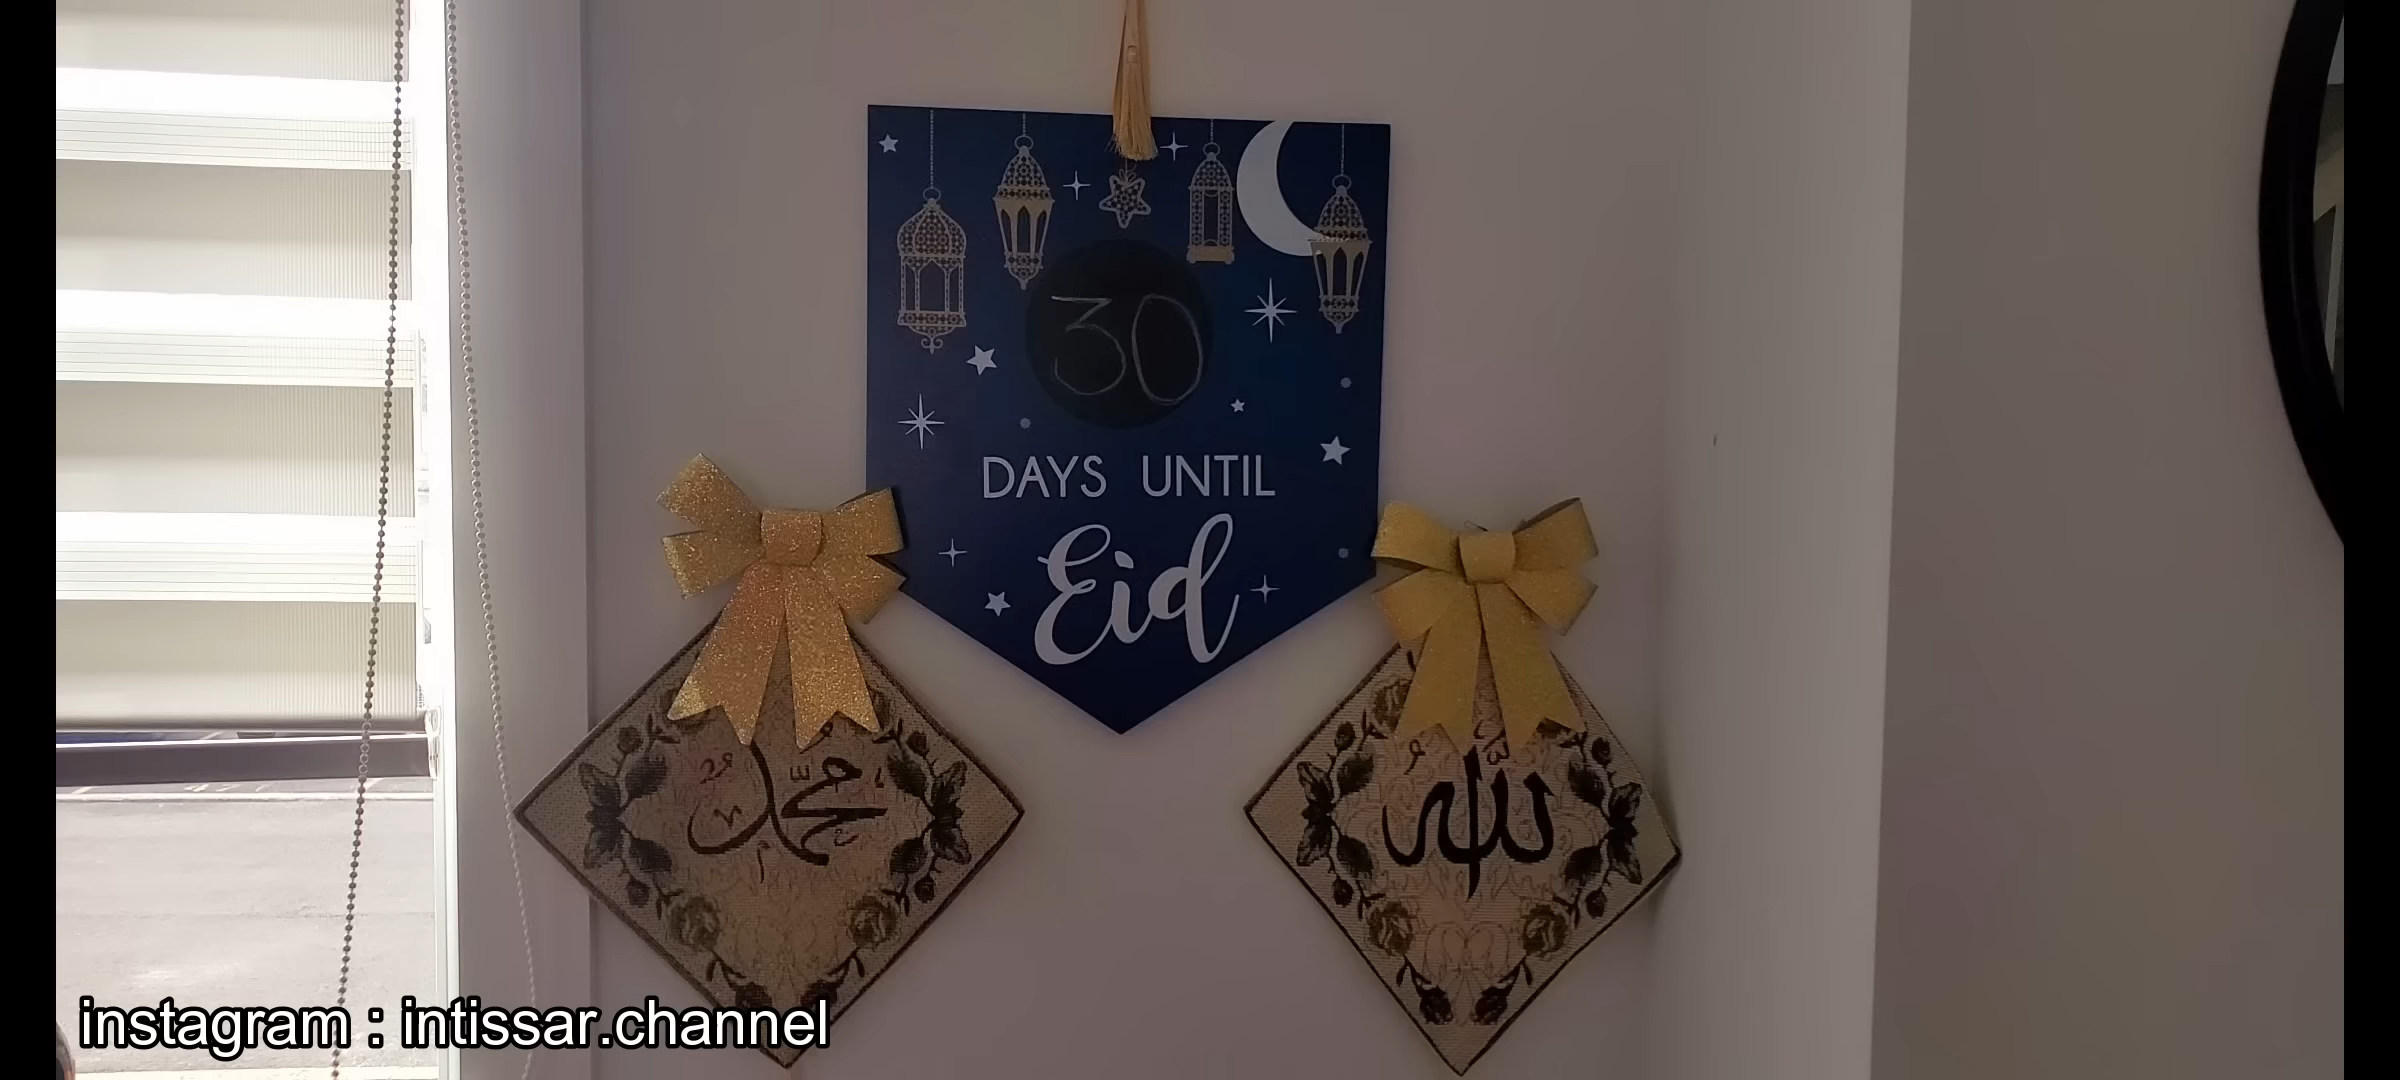 30
DAYS UNTIL
Eid
محمد
الله
instagram : intissar.channel